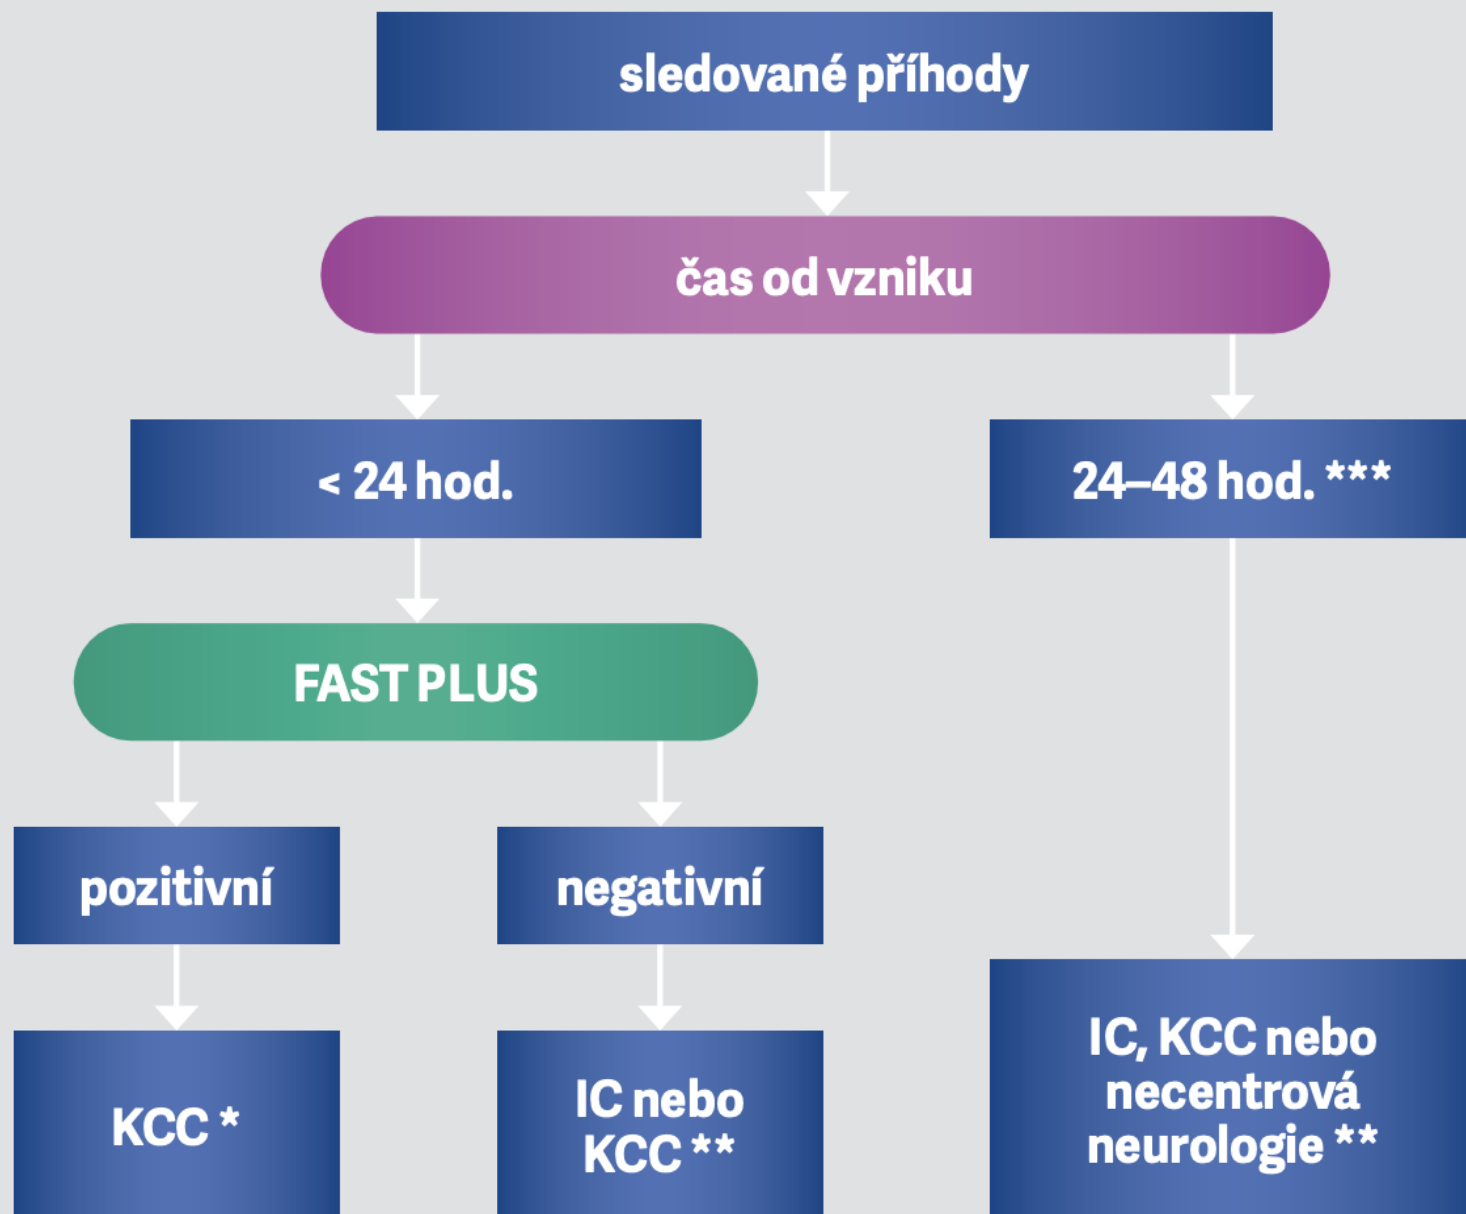 sledované příhody
čas od vzniku
< 24 hod.
24–48 hod. ***
FAST PLUS
pozitivní
negativní
KCC *
IC nebo
KCC **
IC, KCC nebo
necentrová
neurologie **